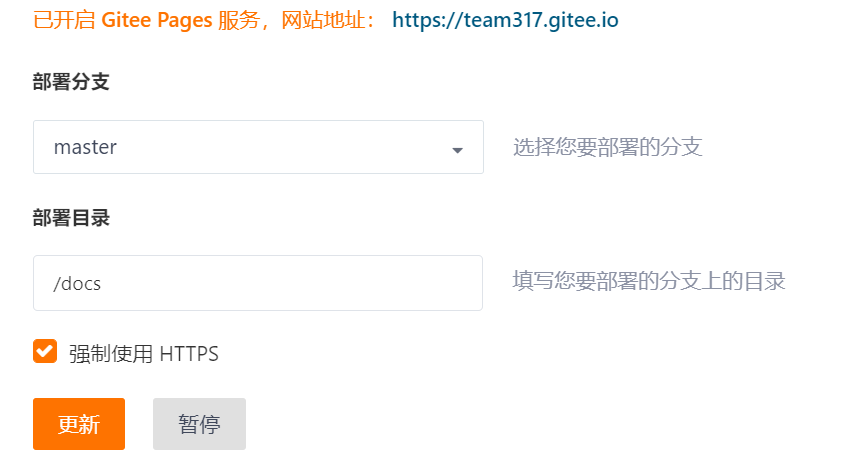 已开启 Gitee Pages 服务，网站地址： https://team317.gitee.io
部署分支
master 选择您要部署的分支
部署目录
/docs 填写您要部署的分支上的目录
强制使用 HTTPS
更新 暂停